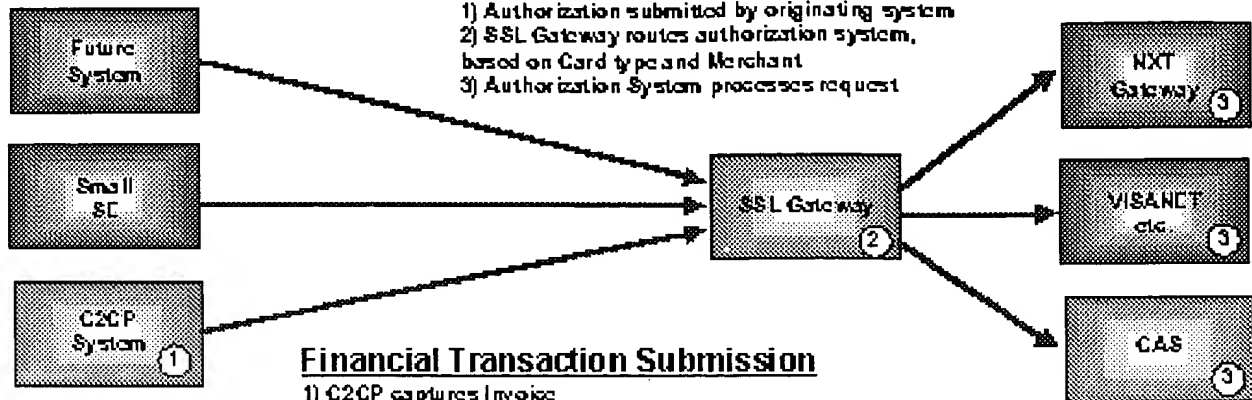 1) Authorization submitted by originating system
2) SSL Gateway routes authorization system,
based on Card type and Merchant
3) Authorization System processes request
Future
System
NXT
Gateway
3
Small
SE
SSL Gateway
2
VISANET
etc.
3
C2CP
System
1
CAS
3
Financial Transaction Submission
1) C2CP captures Invoice